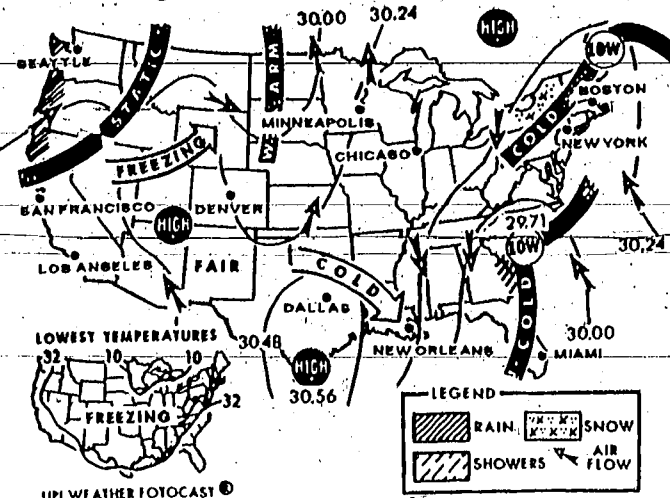 30.00 30.24
HIGH
SEATTLE
STATIC
WARM
LOW
BOSTON
MINNEAPOLIS
COLD
NEW YORK
FREEZING
CHICAGO
SAN FRANCISCO
DENVER
HIGH
29.71
LOW
30.24
LOS ANGELES
FAIR
COLD
DALLAS
COLD
30.00
NEW ORLEANS
MIAMI
30.48
HIGH
30.56
LOWEST TEMPERATURES
32 10 10
FREEZING
32
LEGEND
RAIN SNOW
SHOWERS AIR FLOW
UPI WEATHER FOTOCAST